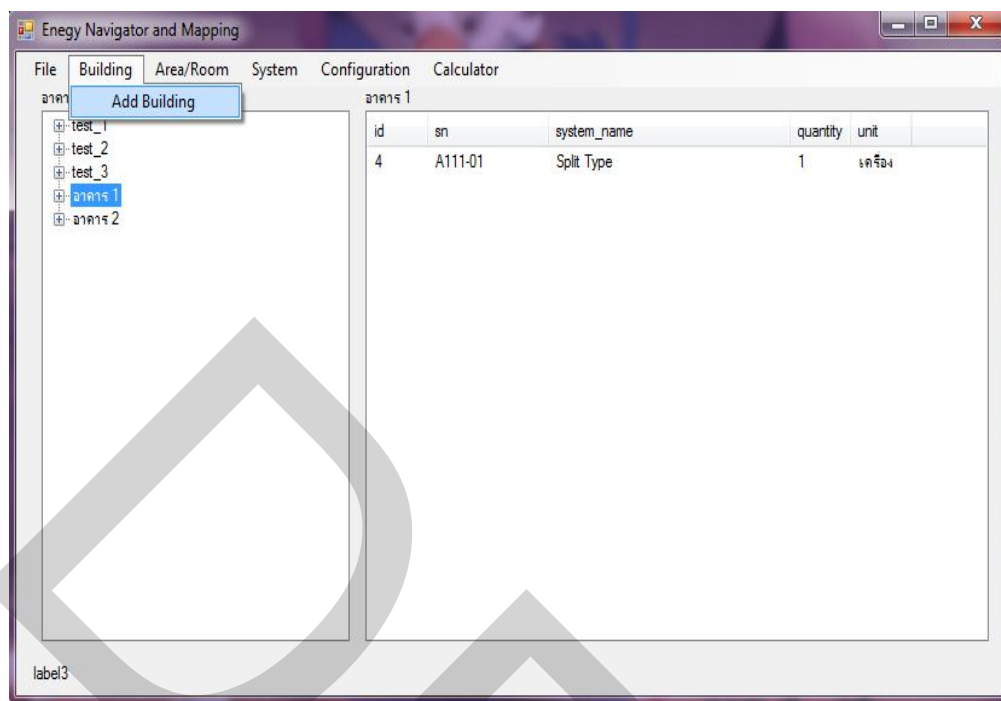 Enegy Navigator and Mapping
File Building Area/Room System Configuration Calculator
Add Building
อาคาร 1
test_1
test_2
test_3
อาคาร 1
อาคาร 2
id sn system_name quantity unit
4 A111-01 Split Type 1 เครื่อง
label3